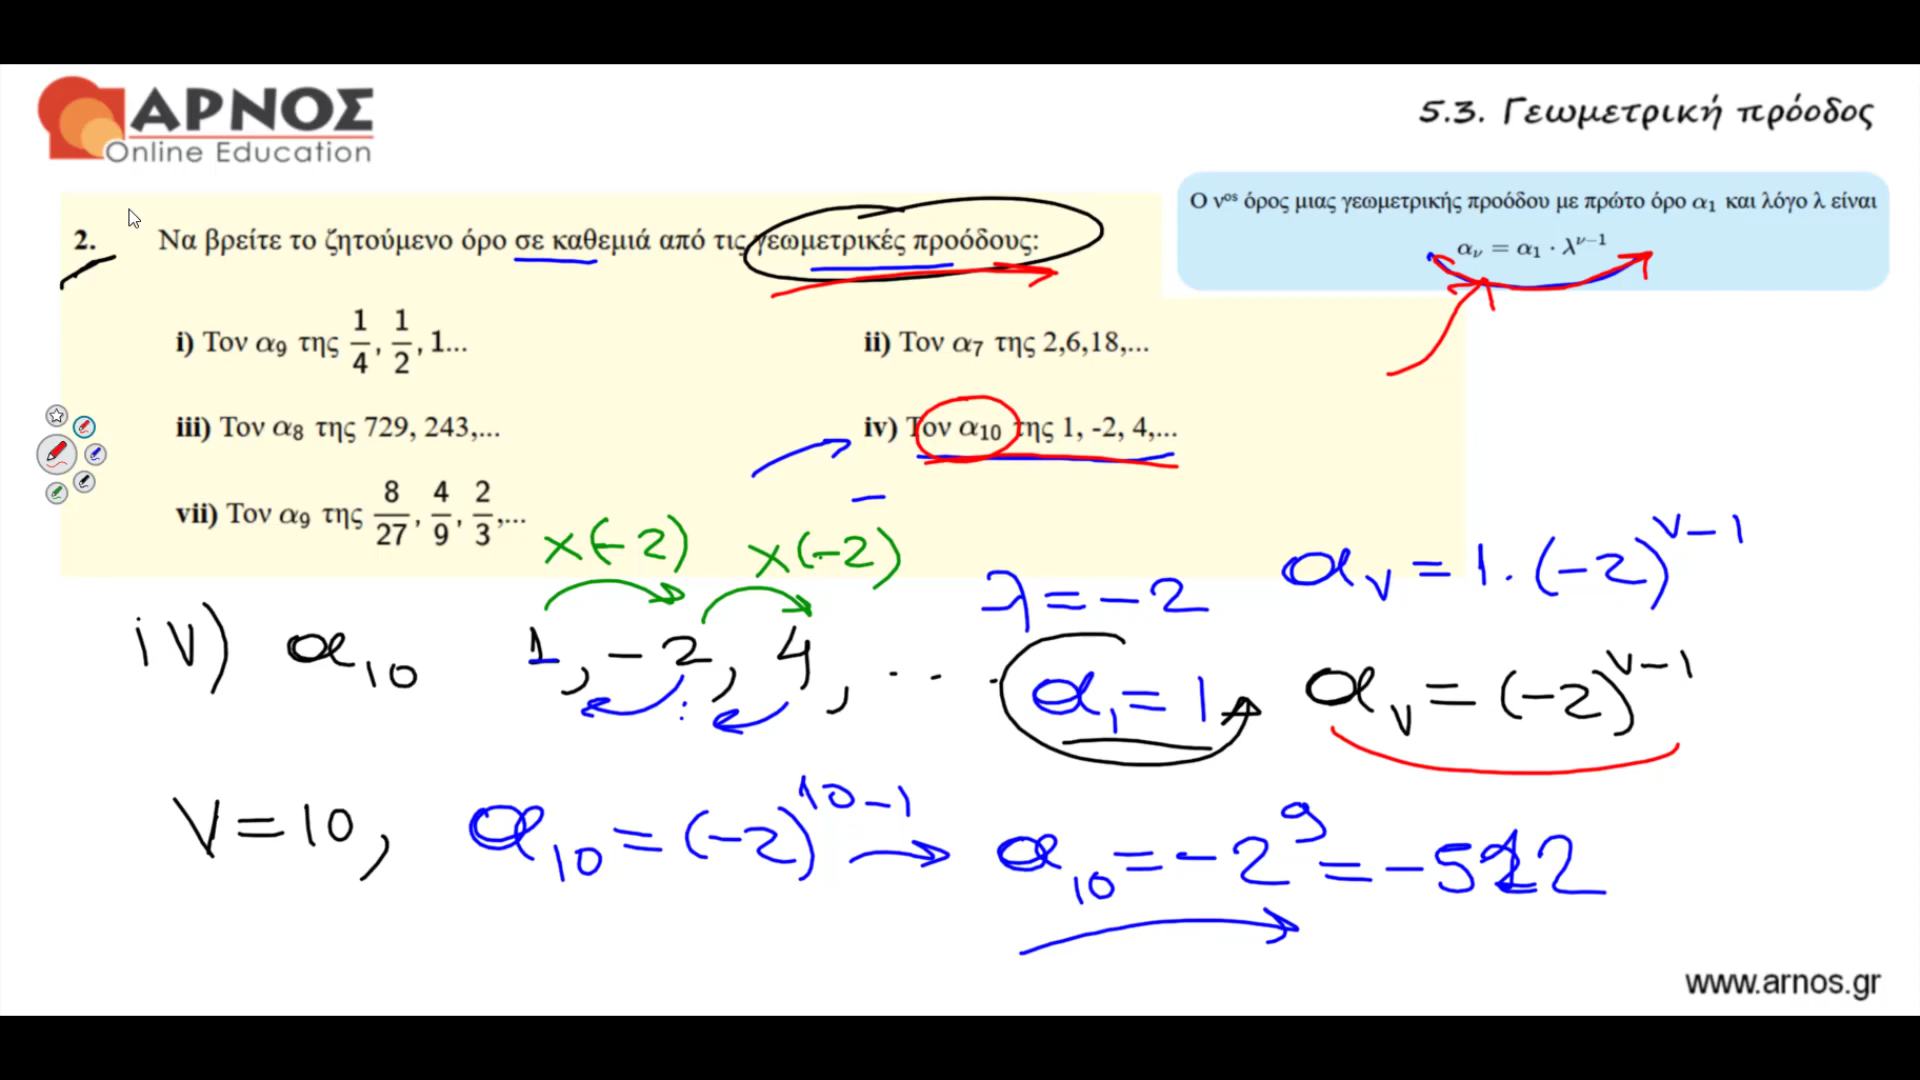 ΑΡΝΟΣ
Online Education
5.3. Γεωμετρική πρόοδος
Ο νος όρος μιας γεωμετρικής προόδου με πρώτο όρο α₁ και λόγο λ είναι
αᵥ = α₁ · λ^(ν−1)
2. Να βρείτε το ζητούμενο όρο σε καθεμιά από τις γεωμετρικές προόδους:
i) Τον α₉ της 1/4, 1/2, 1...
ii) Τον α₇ της 2,6,18,...
iii) Τον α₈ της 729, 243,...
iv) Τον α₁₀ της 1, -2, 4,...
vii) Τον α₉ της 8/27, 4/9, 2/3,...
x(-2) x(-2)
λ = -2
αᵥ = 1·(-2)^(ν-1)
iv) α₁₀ 1, -2, 4, ...
:
α₁ = 1
αᵥ = (-2)^(ν-1)
ν = 10, α₁₀ = (-2)^(10-1) → α₁₀ = -2⁹ = -512
www.arnos.gr